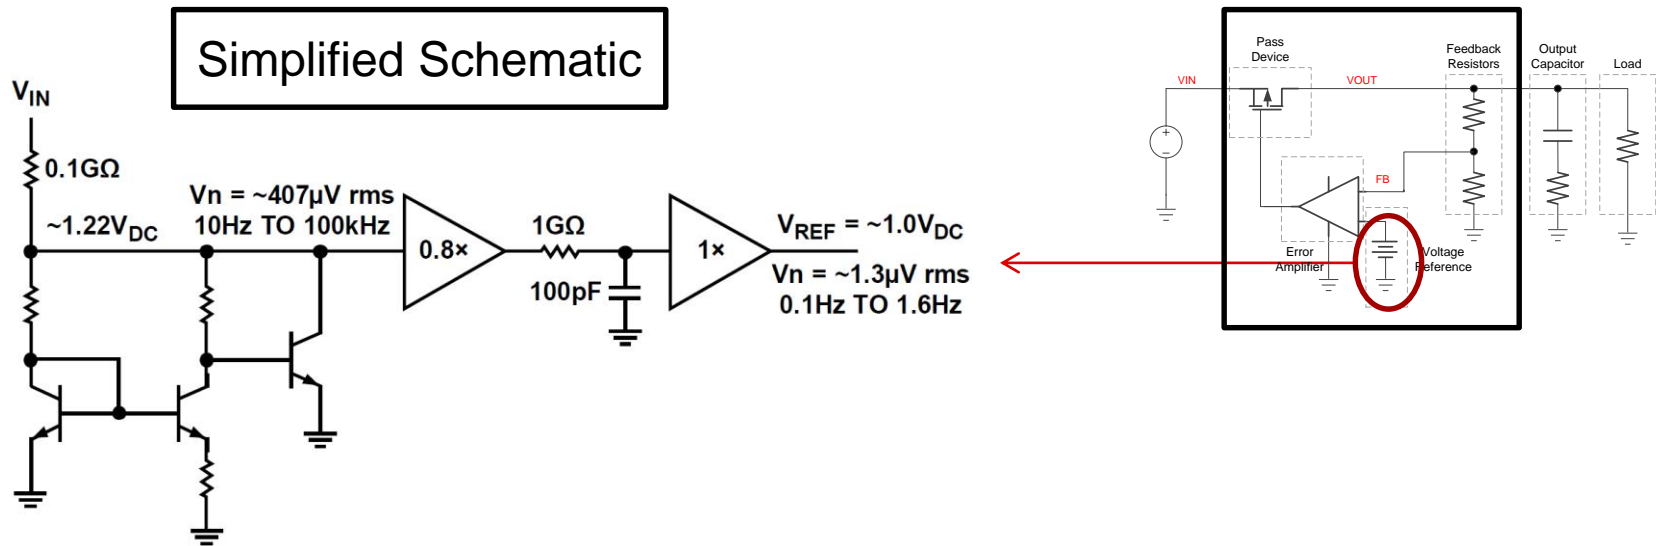 Simplified Schematic
VIN
0.1GΩ
~1.22VDC
Vn = ~407µV rms
10Hz TO 100kHz
0.8×
1GΩ
100pF
1×
VREF = ~1.0VDC
Vn = ~1.3µV rms
0.1Hz TO 1.6Hz
Pass
Device
Feedback
Resistors
Output
Capacitor
Load
VIN
VOUT
FB
Error
Amplifier
Voltage
Reference